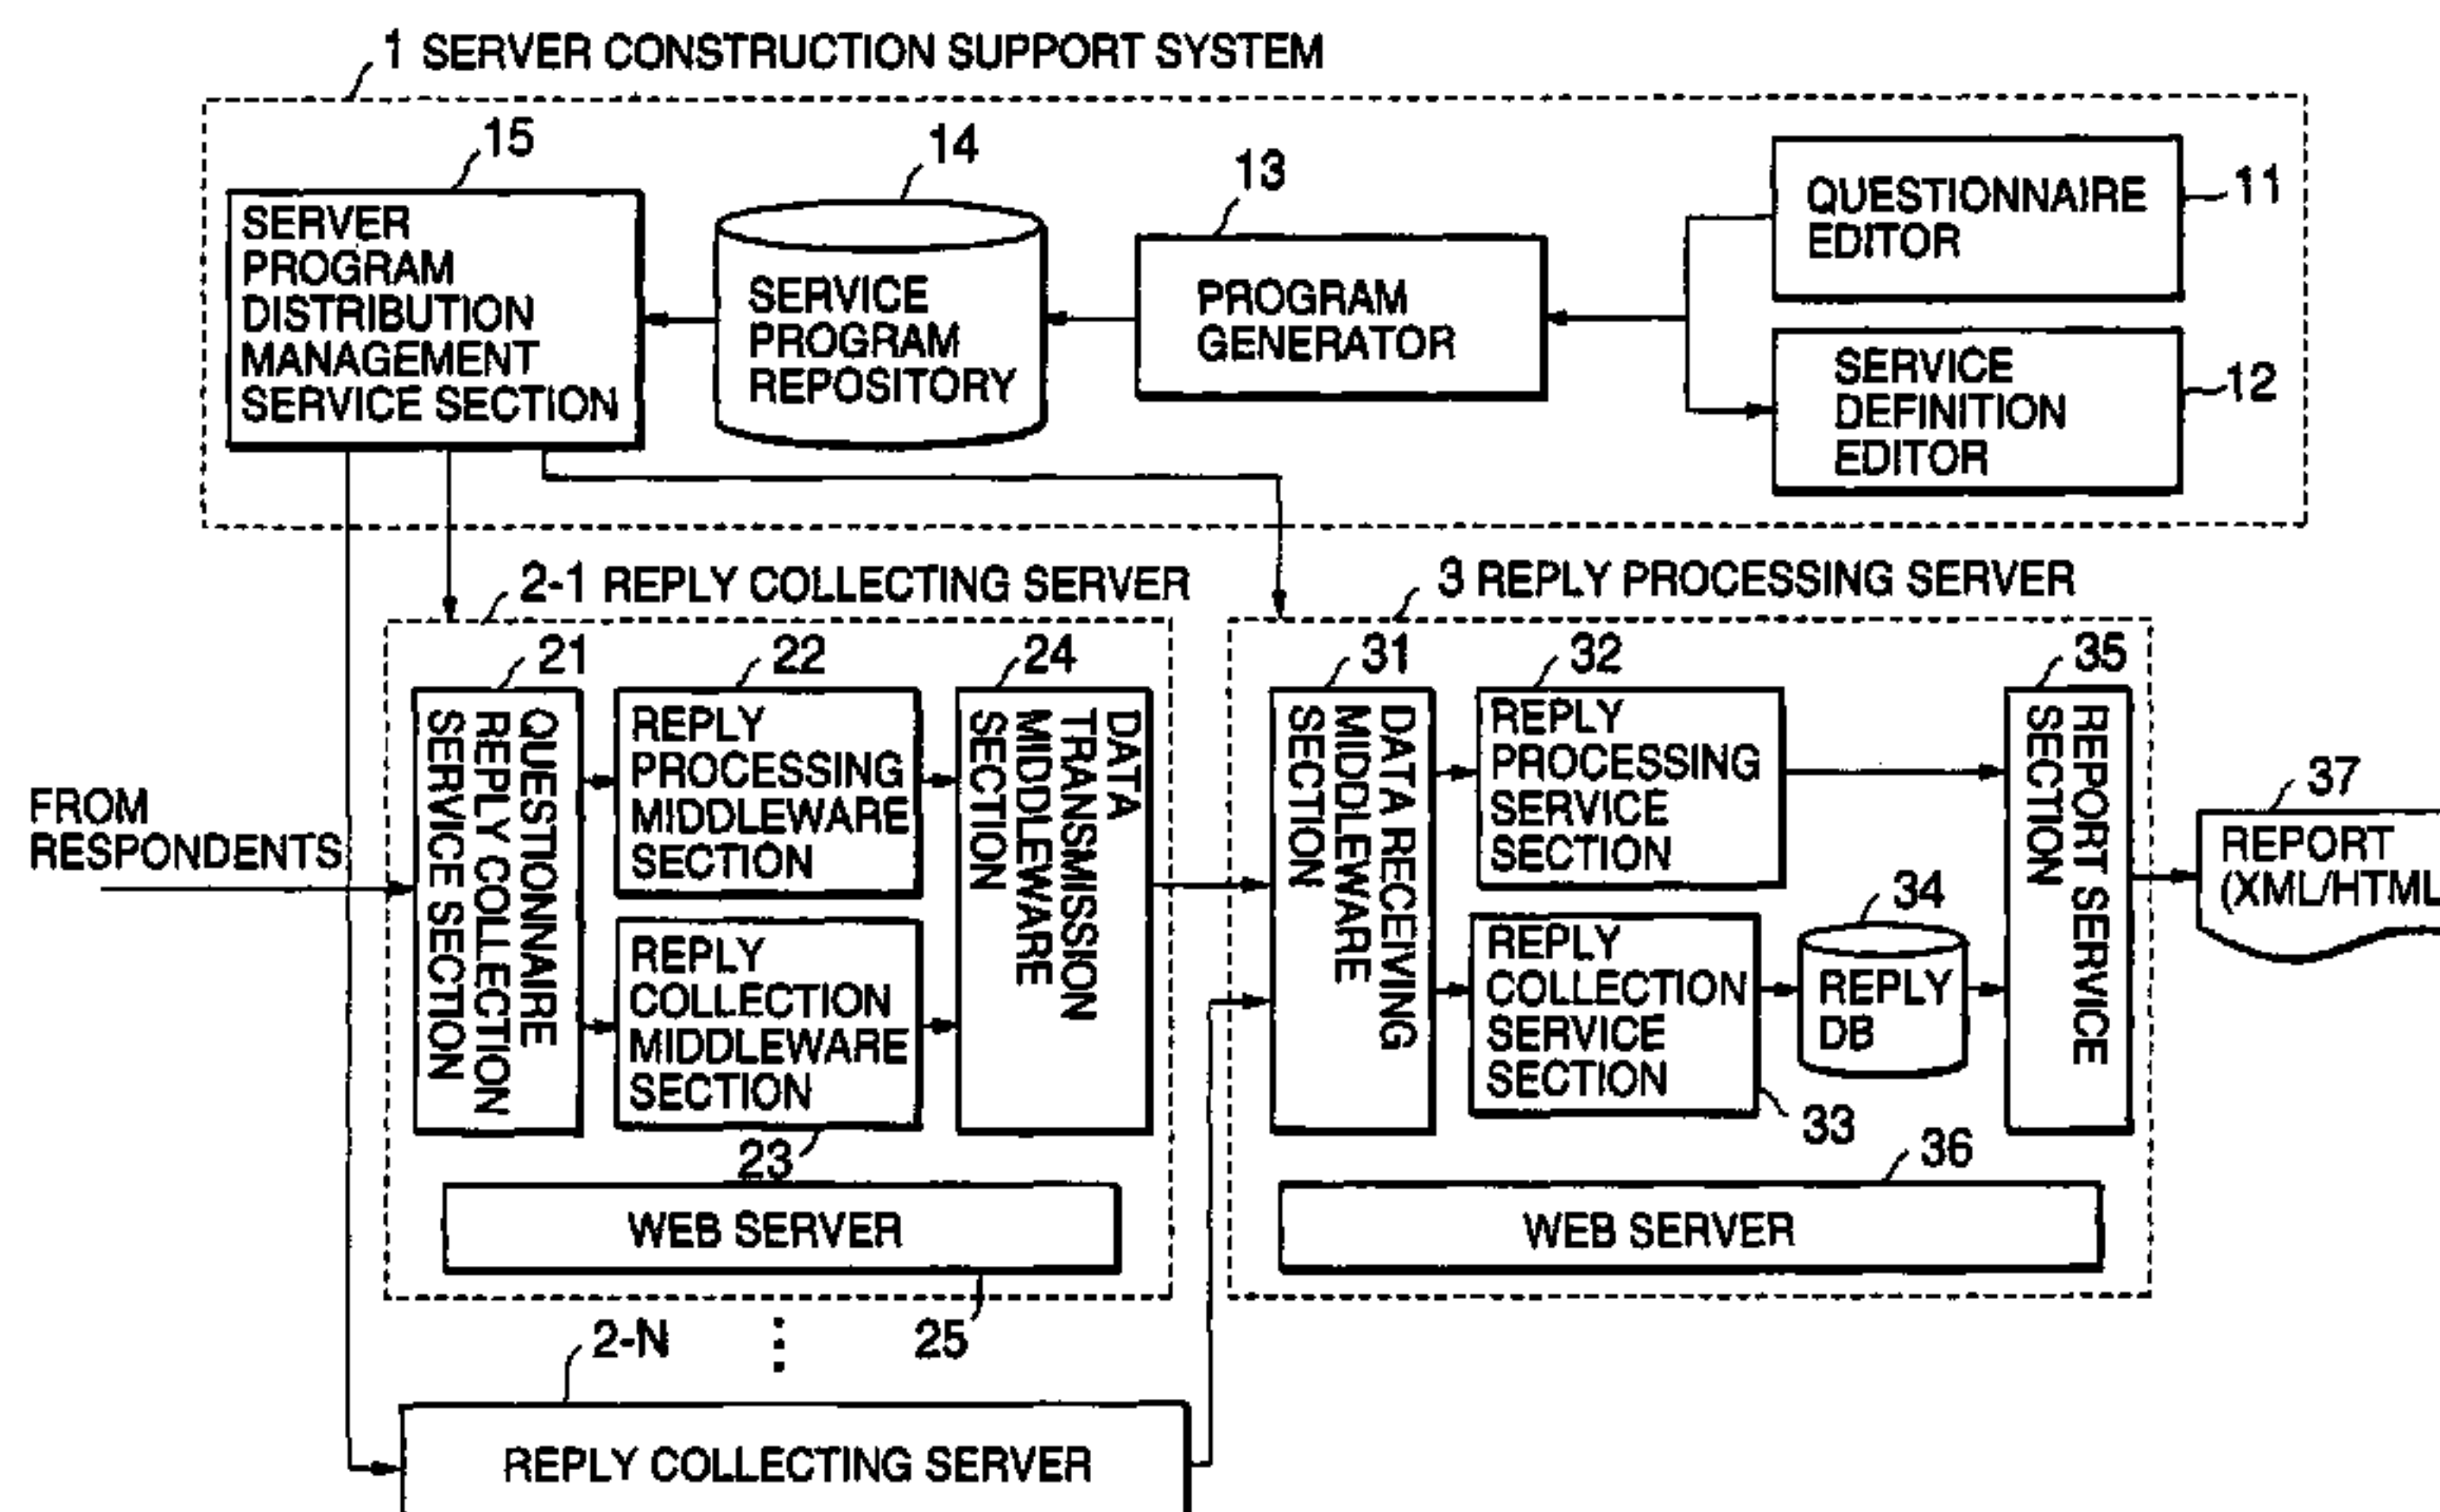 1 SERVER CONSTRUCTION SUPPORT SYSTEM
15
SERVER
PROGRAM
DISTRIBUTION
MANAGEMENT
SERVICE SECTION
14
SERVICE
PROGRAM
REPOSITORY
13
PROGRAM
GENERATOR
QUESTIONNAIRE
EDITOR
11
SERVICE
DEFINITION
EDITOR
12
2-1 REPLY COLLECTING SERVER
3 REPLY PROCESSING SERVER
FROM
RESPONDENTS
21
QUESTIONNAIRE
REPLY COLLECTION
SERVICE SECTION
22
REPLY
PROCESSING
MIDDLEWARE
SECTION
REPLY
COLLECTION
MIDDLEWARE
SECTION
23
24
DATA
TRANSMISSION
MIDDLEWARE
SECTION
WEB SERVER
25
31
DATA RECEIVING
MIDDLEWARE
SECTION
32
REPLY
PROCESSING
SERVICE
SECTION
REPLY
COLLECTION
SERVICE
SECTION
33
34
REPLY
DB
35
REPORT SERVICE
SECTION
36
WEB SERVER
37
REPORT
(XML/HTML
2-N
REPLY COLLECTING SERVER